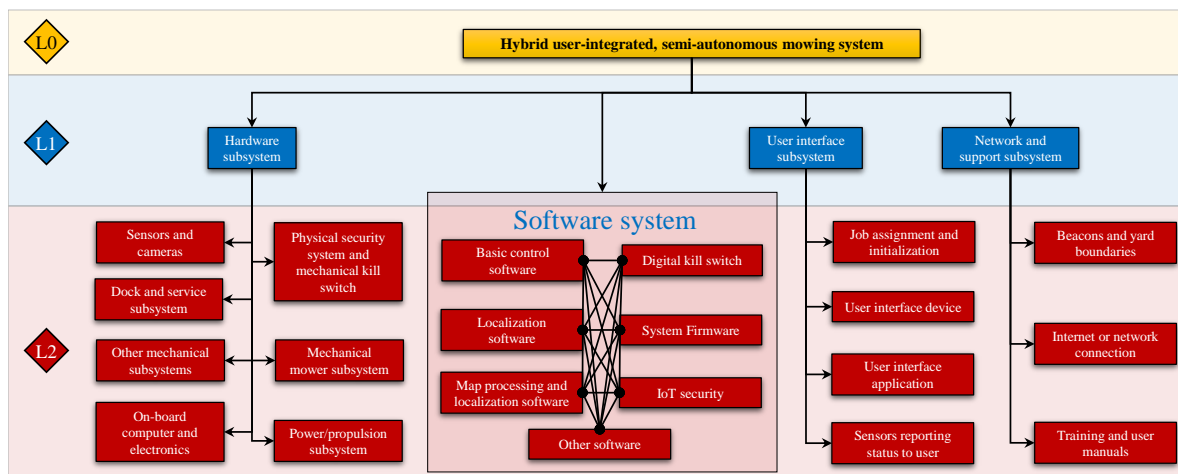 L0
Hybrid user-integrated, semi-autonomous mowing system
L1
Hardware
subsystem
User interface
subsystem
Network and
support subsystem
L2
Software system
Sensors and
cameras
Physical security
system and
mechanical kill
switch
Dock and service
subsystem
Other mechanical
subsystems
Mechanical
mower subsystem
On-board
computer and
electronics
Power/propulsion
subsystem
Basic control
software
Digital kill switch
Localization
software
System Firmware
Map processing and
localization software
IoT security
Other software
Job assignment and
initialization
User interface device
User interface
application
Sensors reporting
status to user
Beacons and yard
boundaries
Internet or network
connection
Training and user
manuals